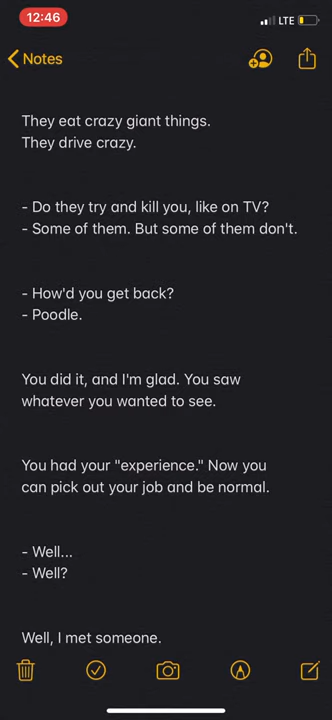 12:46
LTE
Notes
They eat crazy giant things.
They drive crazy.
- Do they try and kill you, like on TV?
- Some of them. But some of them don't.
- How'd you get back?
- Poodle.
You did it, and I'm glad. You saw
whatever you wanted to see.
You had your "experience." Now you
can pick out your job and be normal.
- Well...
- Well?
Well, I met someone.